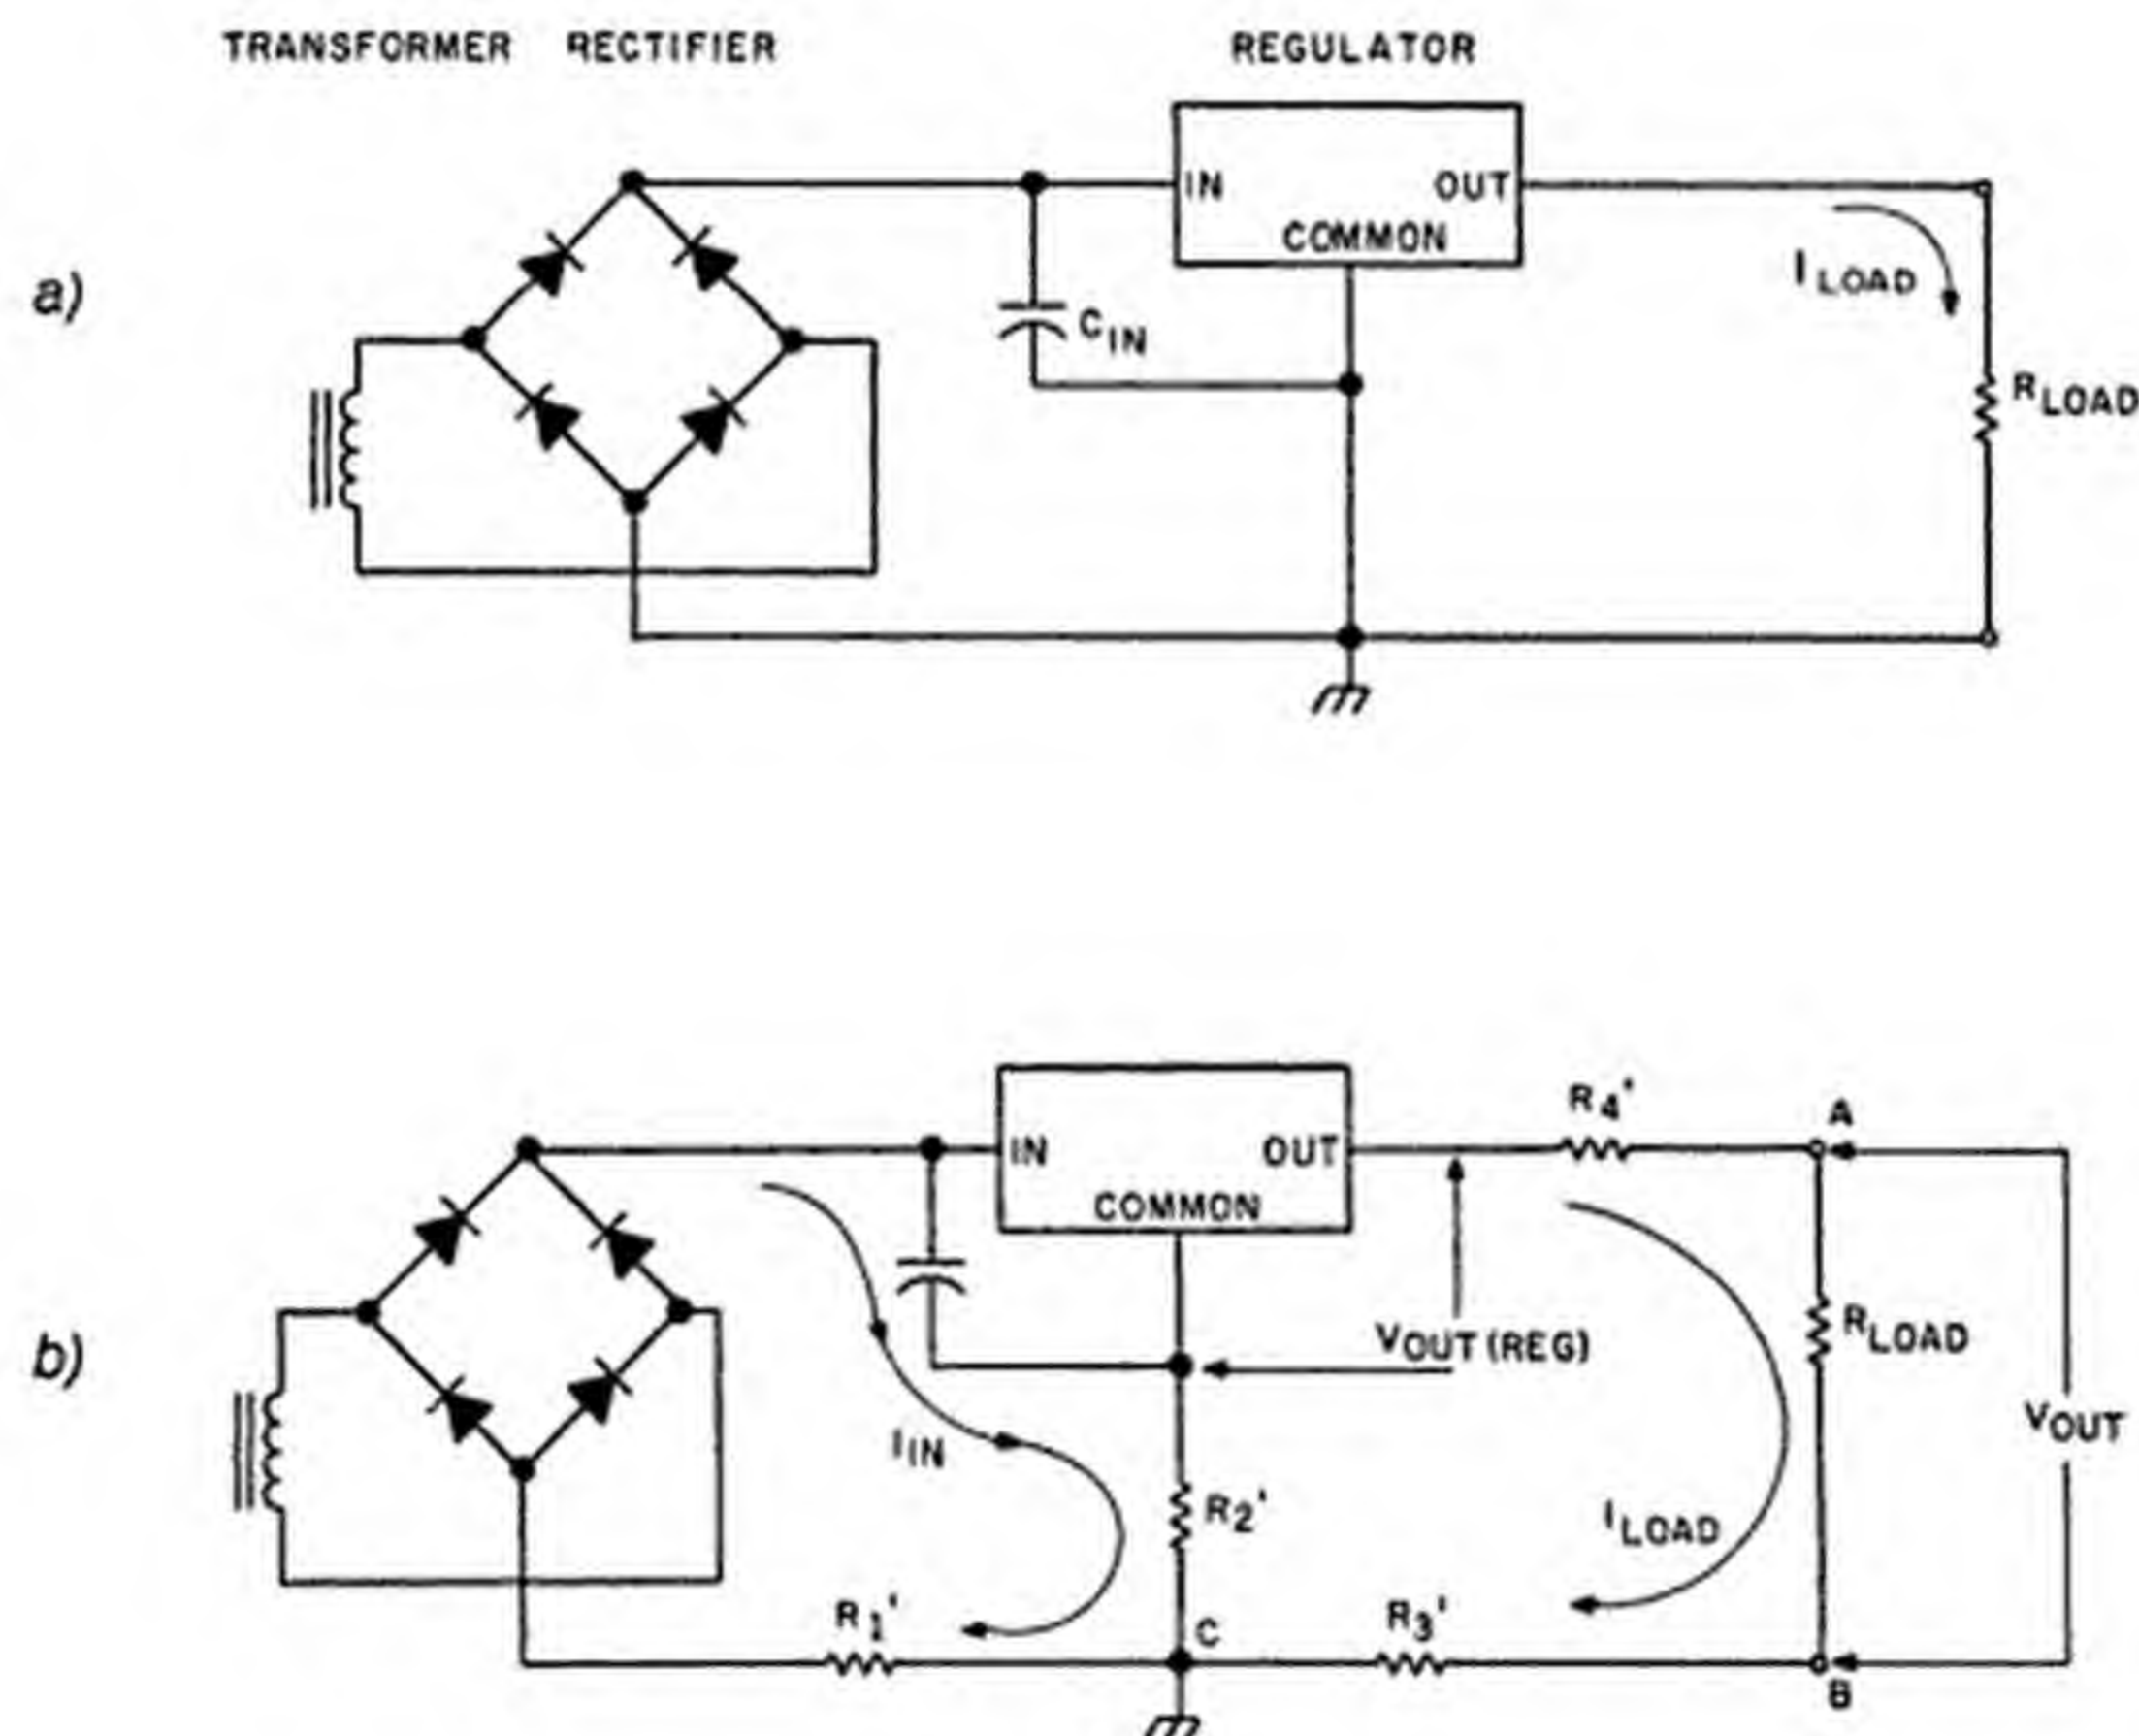 TRANSFORMER RECTIFIER
REGULATOR
a)
IN
OUT
COMMON
CIN
ILOAD
RLOAD
b)
IN
OUT
COMMON
R4'
A
VOUT (REG)
RLOAD
VOUT
IIN
R2'
ILOAD
R1'
C
R3'
B